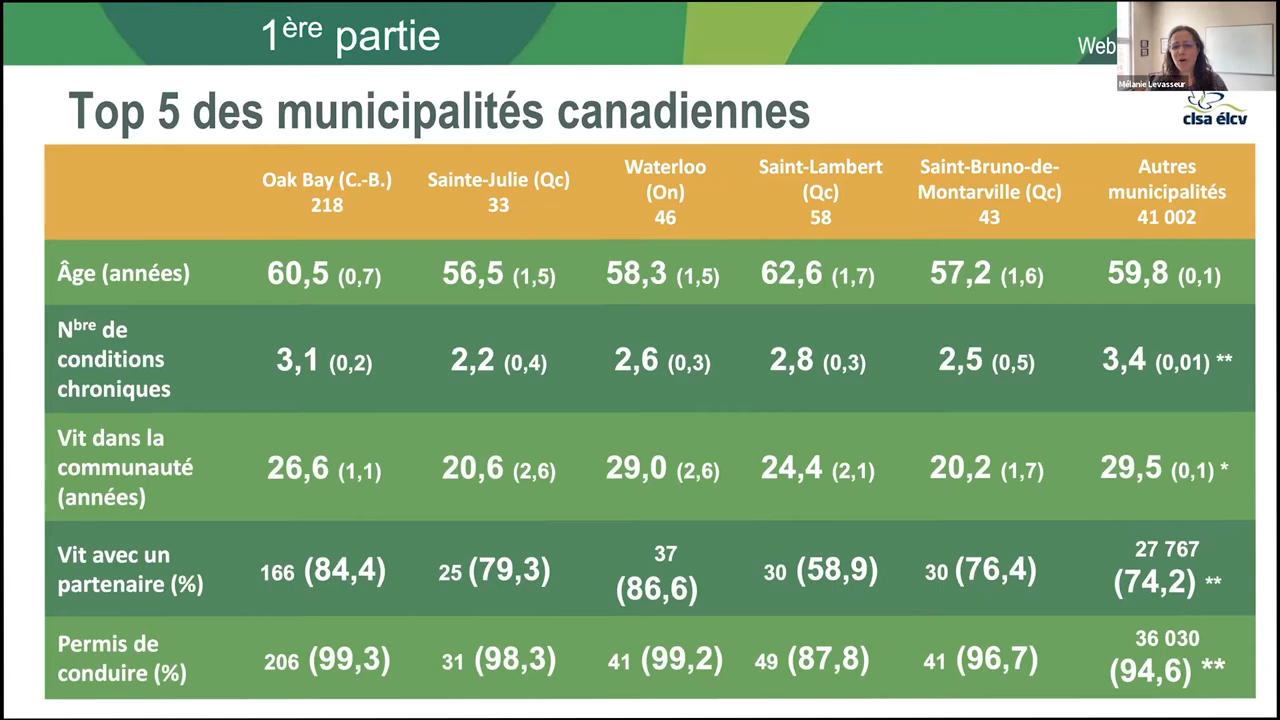 1ère partie
Web
Mélanie Levasseur
Top 5 des municipalités canadiennes
clsa élcv
Oak Bay (C.-B.)
218
Sainte-Julie (Qc)
33
Waterloo
(On)
46
Saint-Lambert
(Qc)
58
Saint-Bruno-de-
Montarville (Qc)
43
Autres
municipalités
41 002
Âge (années)
60,5 (0,7)
56,5 (1,5)
58,3 (1,5)
62,6 (1,7)
57,2 (1,6)
59,8 (0,1)
Nbre de
conditions
chroniques
3,1 (0,2)
2,2 (0,4)
2,6 (0,3)
2,8 (0,3)
2,5 (0,5)
3,4 (0,01) **
Vit dans la
communauté
(années)
26,6 (1,1)
20,6 (2,6)
29,0 (2,6)
24,4 (2,1)
20,2 (1,7)
29,5 (0,1) *
Vit avec un
partenaire (%)
166 (84,4)
25 (79,3)
37
(86,6)
30 (58,9)
30 (76,4)
27 767
(74,2) **
Permis de
conduire (%)
206 (99,3)
31 (98,3)
41 (99,2)
49 (87,8)
41 (96,7)
36 030
(94,6) **